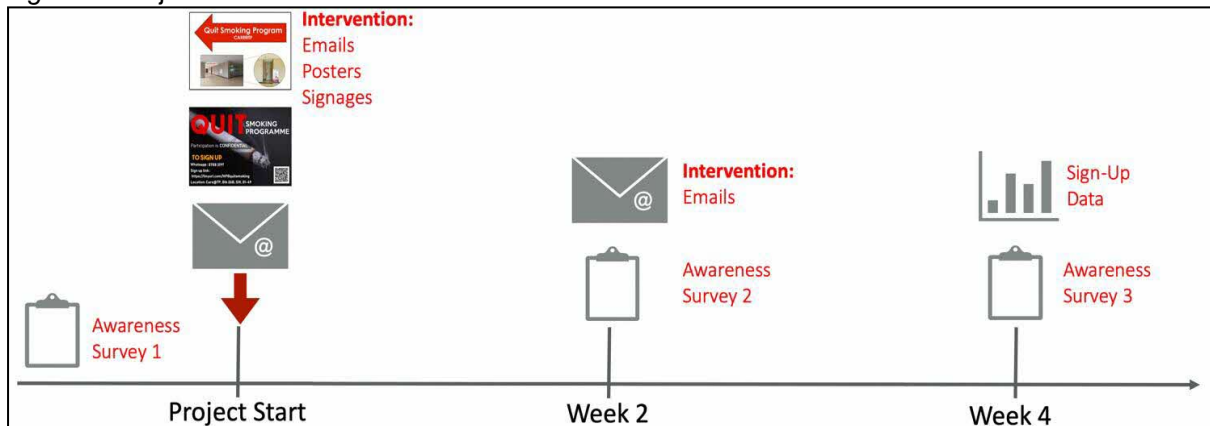 Intervention:
Emails
Posters
Signages
Quit Smoking Program
QUIT SMOKING
PROGRAMME
Participation is CONFIDENTIAL
TO SIGN UP
@
Intervention:
Emails
@
Sign-Up
Data
Awareness
Survey 1
Awareness
Survey 2
Awareness
Survey 3
Project Start
Week 2
Week 4